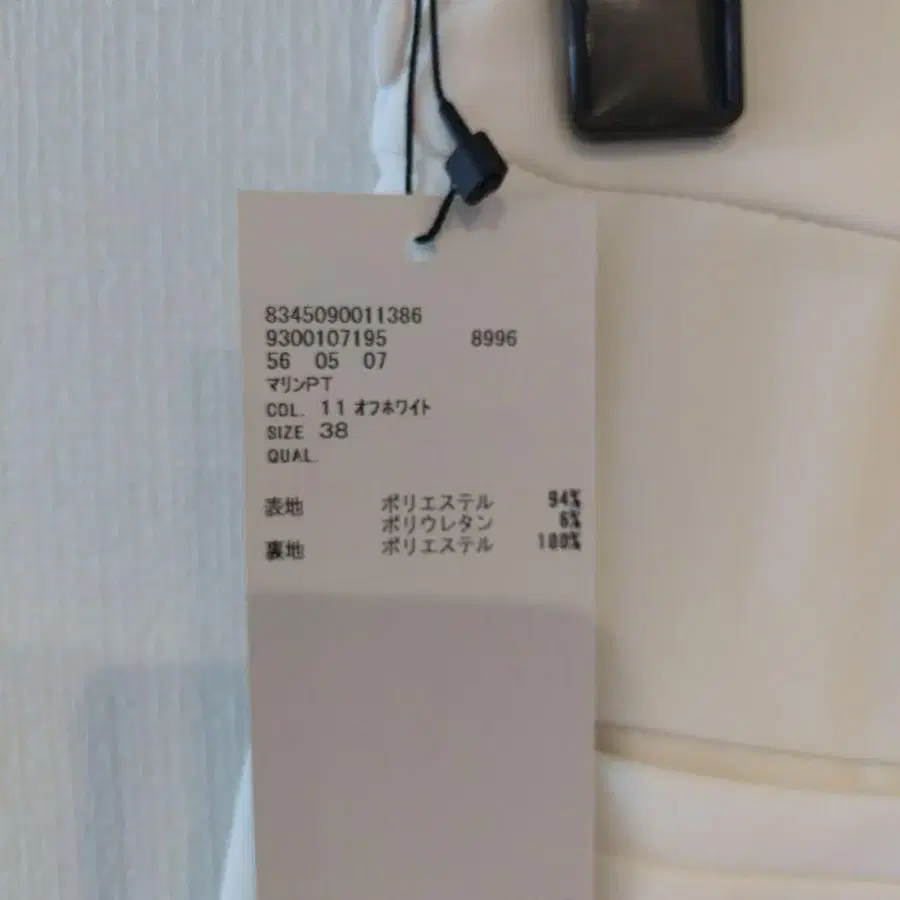 8345090011386
9300107195 8996
56 05 07
マリンPT
COL. 11 オフホワイト
SIZE 38
QUAL.
表地 ポリエステル 94%
ポリウレタン 6%
裏地 ポリエステル 100%